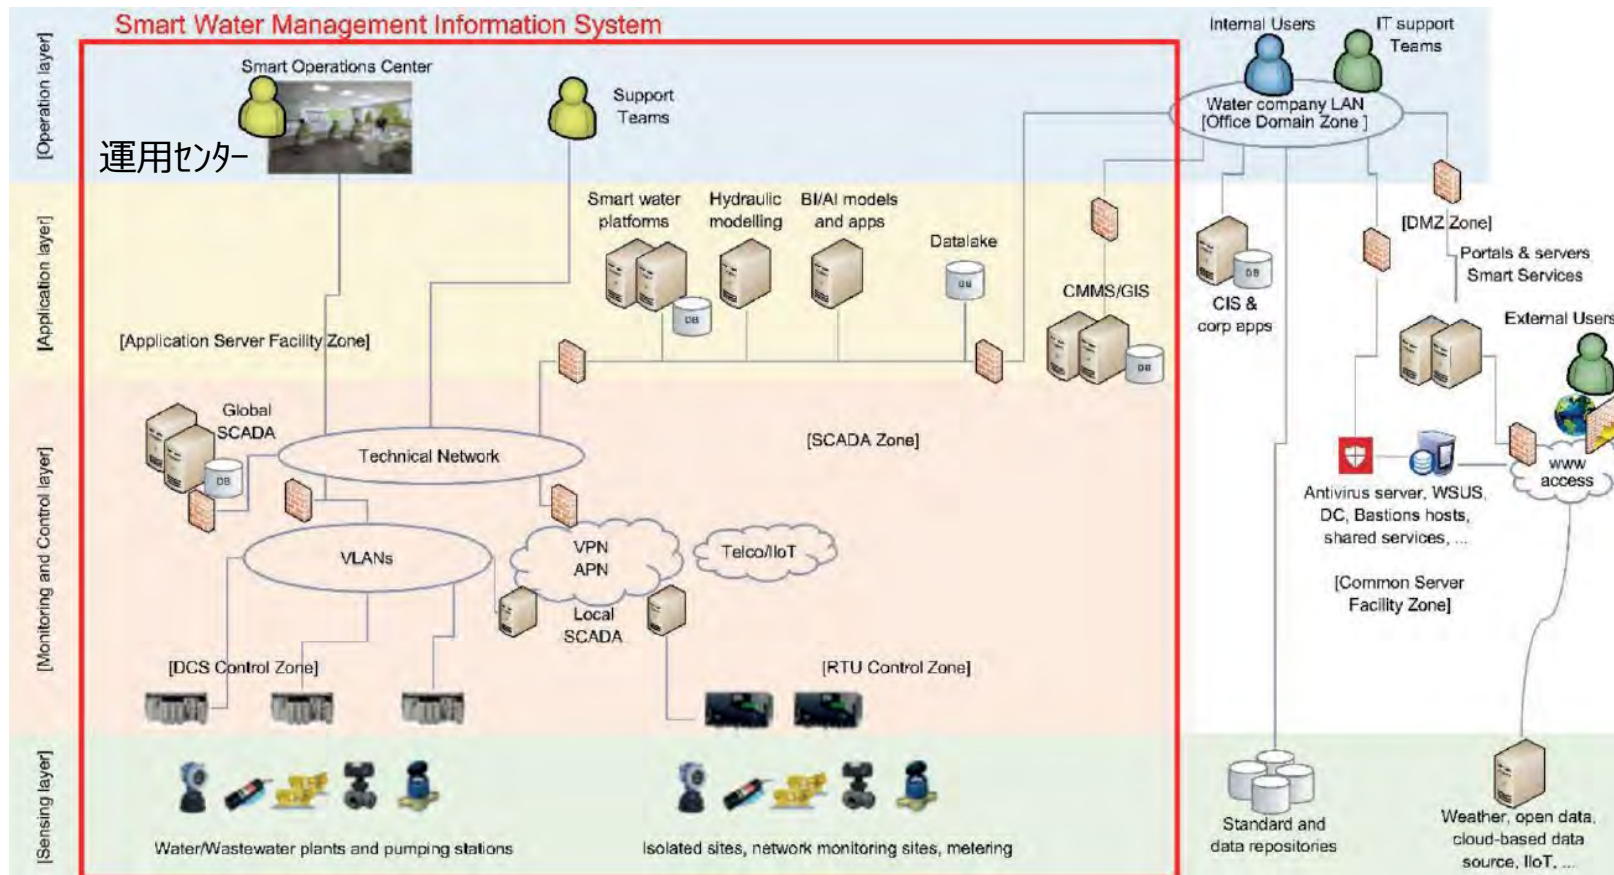 Smart Water Management Information System
[Operation layer]
Smart Operations Center
運用センター
Support
Teams
Internal Users
IT support
Teams
Water company LAN
[Office Domain Zone ]
[Application layer]
Smart water
platforms
DB
Hydraulic
modelling
BI/AI models
and apps
Datalake
DB
CMMS/GIS
DB
[Application Server Facility Zone]
DB
CIS &
corp apps
[DMZ Zone]
Portals & servers
Smart Services
External Users
[Monitoring and Control layer]
Global
SCADA
DB
Technical Network
[SCADA Zone]
VLANs
VPN
APN
Telco/IIoT
Local
SCADA
[DCS Control Zone]
[RTU Control Zone]
www
access
Antivirus server, WSUS,
DC, Bastions hosts,
shared services, ...
[Common Server
Facility Zone]
[Sensing layer]
Water/Wastewater plants and pumping stations
Isolated sites, network monitoring sites, metering
Standard and
data repositories
Weather, open data,
cloud-based data
source, IIoT, ...